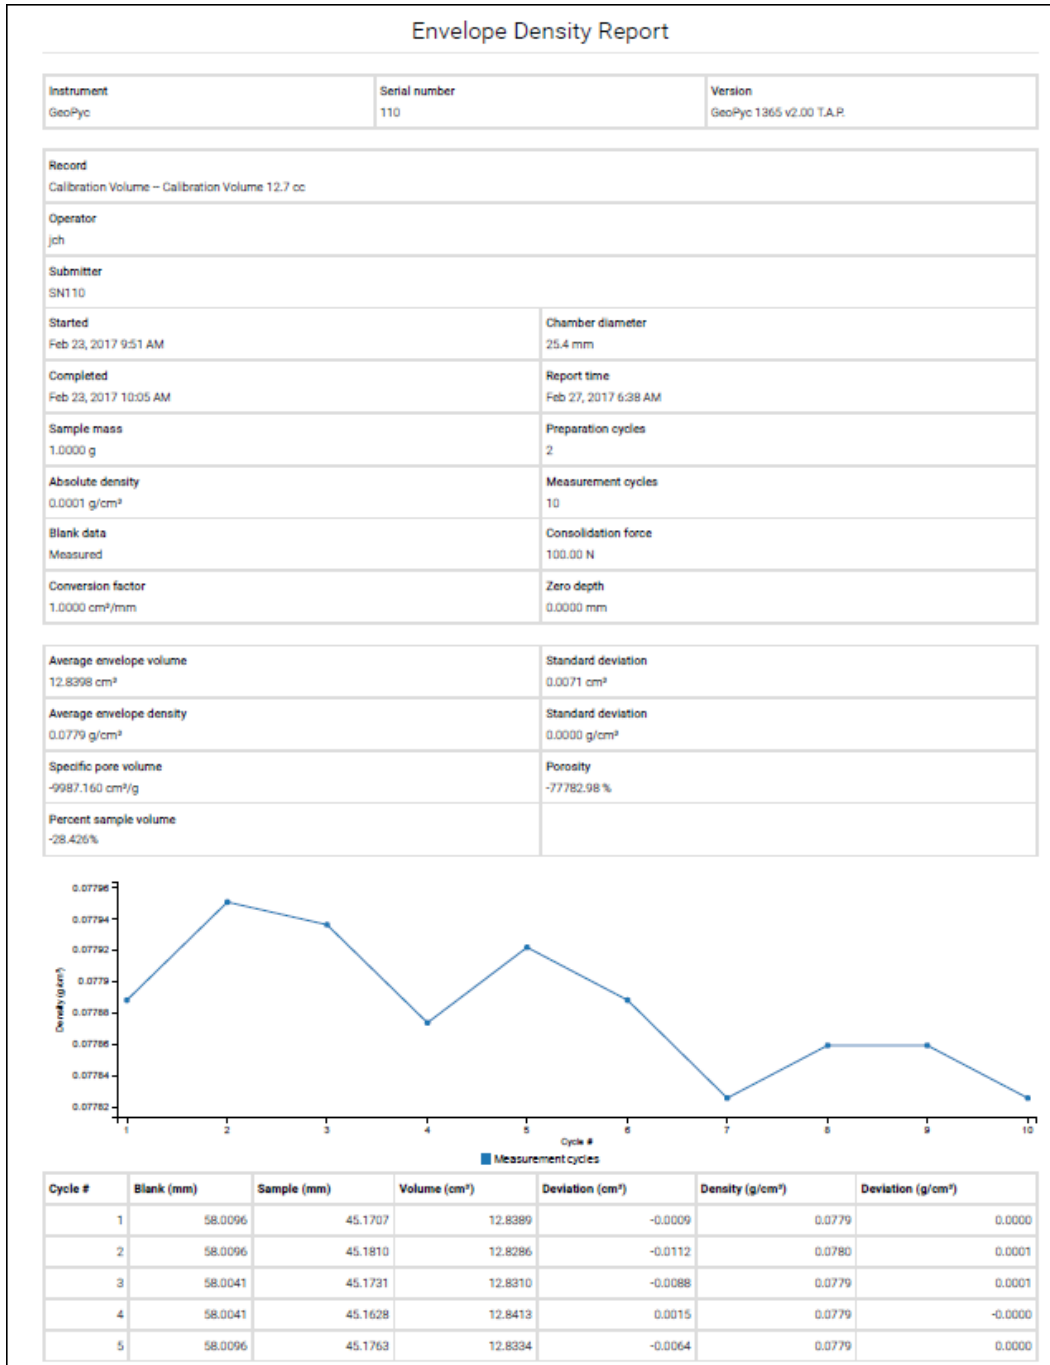 Envelope Density Report
Instrument Serial number Version
GeoPyc 110 GeoPyc 1365 v2.00 T.A.P.
Record
Calibration Volume – Calibration Volume 12.7 cc
Operator
jch
Submitter
SN110
Started Chamber diameter
Feb 23, 2017 9:51 AM 25.4 mm
Completed Report time
Feb 23, 2017 10:05 AM Feb 27, 2017 6:38 AM
Sample mass Preparation cycles
1.0000 g 2
Absolute density Measurement cycles
0.0001 g/cm³ 10
Blank data Consolidation force
Measured 100.00 N
Conversion factor Zero depth
1.0000 cm³/mm 0.0000 mm
Average envelope volume Standard deviation
12.8398 cm³ 0.0071 cm³
Average envelope density Standard deviation
0.0779 g/cm³ 0.0000 g/cm³
Specific pore volume Porosity
-9987.160 cm³/g -77782.98 %
Percent sample volume
-28.426%
Density (g/cm³)
0.07796
0.07794
0.07792
0.0779
0.07788
0.07786
0.07784
0.07782
1 2 3 4 5 6 7 8 9 10
Cycle #
Measurement cycles
Cycle # Blank (mm) Sample (mm) Volume (cm³) Deviation (cm³) Density (g/cm³) Deviation (g/cm³)
1 58.0096 45.1707 12.8389 -0.0009 0.0779 0.0000
2 58.0096 45.1810 12.8286 -0.0112 0.0780 0.0001
3 58.0041 45.1731 12.8310 -0.0088 0.0779 0.0001
4 58.0041 45.1628 12.8413 0.0015 0.0779 -0.0000
5 58.0096 45.1763 12.8334 -0.0064 0.0779 0.0000